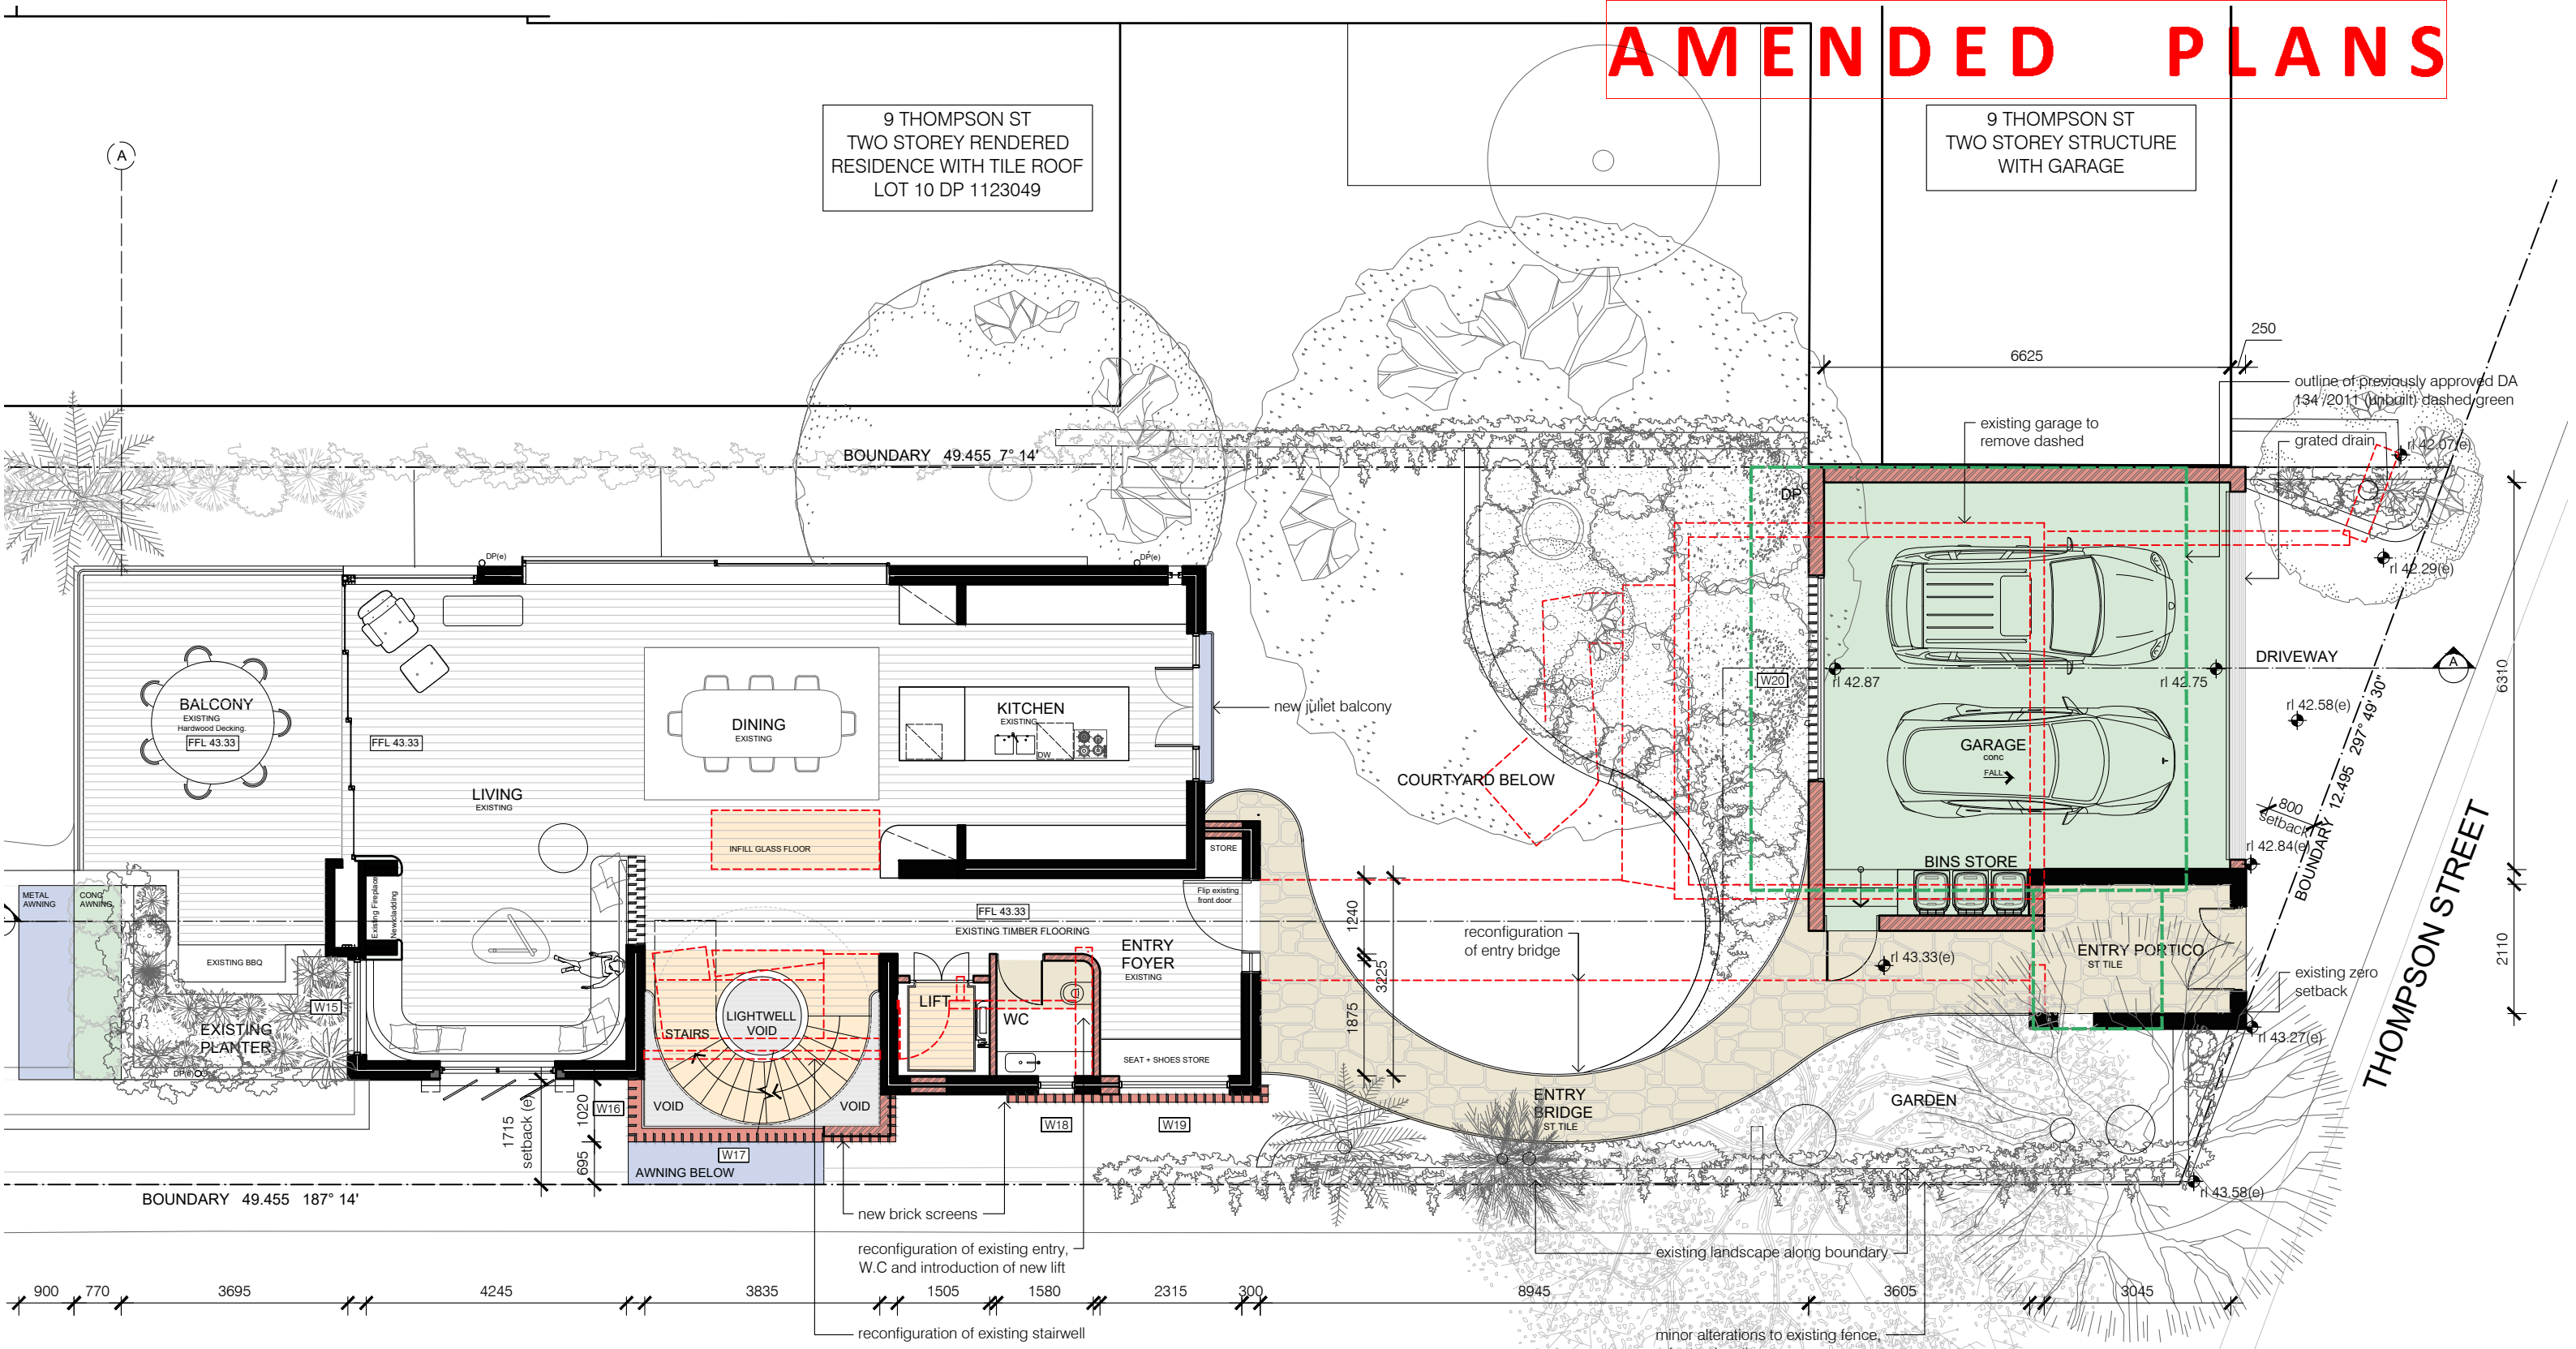 AMENDED PLANS
9 THOMPSON ST
TWO STOREY RENDERED
RESIDENCE WITH TILE ROOF
LOT 10 DP 1123049
9 THOMPSON ST
TWO STOREY STRUCTURE
WITH GARAGE
A
250
6625
outline of previously approved DA
134 /2011 (unbuilt) dashed green
existing garage to
remove dashed
grated drain
rl 42.07(e)
BOUNDARY 49.455 7° 14'
DP
DP(e)
DP(e)
rl 42.29(e)
BALCONY
EXISTING
Hardwood Decking.
FFL 43.33
FFL 43.33
DINING
EXISTING
KITCHEN
EXISTING
DW
new juliet balcony
W20
rl 42.87
rl 42.75
DRIVEWAY
A
6310
rl 42.58(e)
GARAGE
conc
FALL
COURTYARD BELOW
LIVING
EXISTING
INFILL GLASS FLOOR
STORE
BINS STORE
800
setback
rl 42.84(e)
BOUNDARY 12.495 297° 49' 30"
THOMPSON STREET
METAL
AWNING
CONC
AWNING
Existing Fireplace
New cladding
Flip existing
front door
FFL 43.33
EXISTING TIMBER FLOORING
ENTRY
FOYER
EXISTING
1240
3225
1875
reconfiguration
of entry bridge
ENTRY PORTICO
ST TILE
rl 43.33(e)
2110
existing zero
setback
EXISTING BBQ
W15
EXISTING
PLANTER
DP(e)
STAIRS
LIGHTWELL
VOID
LIFT
WC
SEAT + SHOES STORE
rl 43.27(e)
VOID
VOID
W16
W17
W18
W19
1715
setback (e)
1020
695
AWNING BELOW
ENTRY
BRIDGE
ST TILE
GARDEN
BOUNDARY 49.455 187° 14'
rl 43.58(e)
new brick screens
reconfiguration of existing entry,
W.C and introduction of new lift
existing landscape along boundary
900
770
3695
4245
3835
1505
1580
2315
300
8945
3605
3045
reconfiguration of existing stairwell
minor alterations to existing fence,